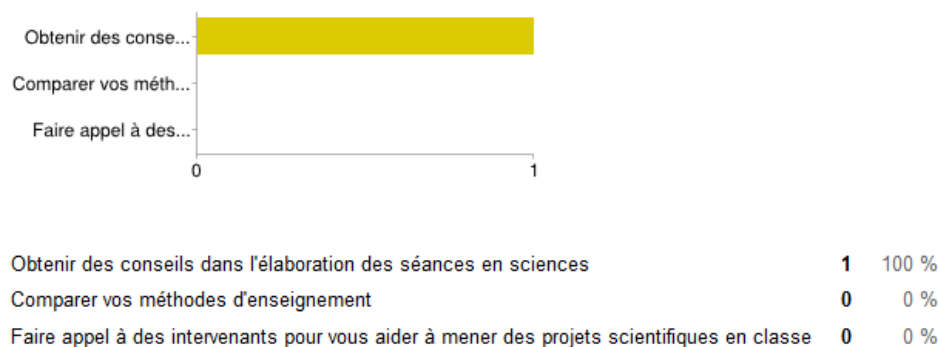 Obtenir des conse...
Comparer vos méth...
Faire appel à des...
0 1
Obtenir des conseils dans l'élaboration des séances en sciences 1 100 %
Comparer vos méthodes d'enseignement 0 0 %
Faire appel à des intervenants pour vous aider à mener des projets scientifiques en classe 0 0 %